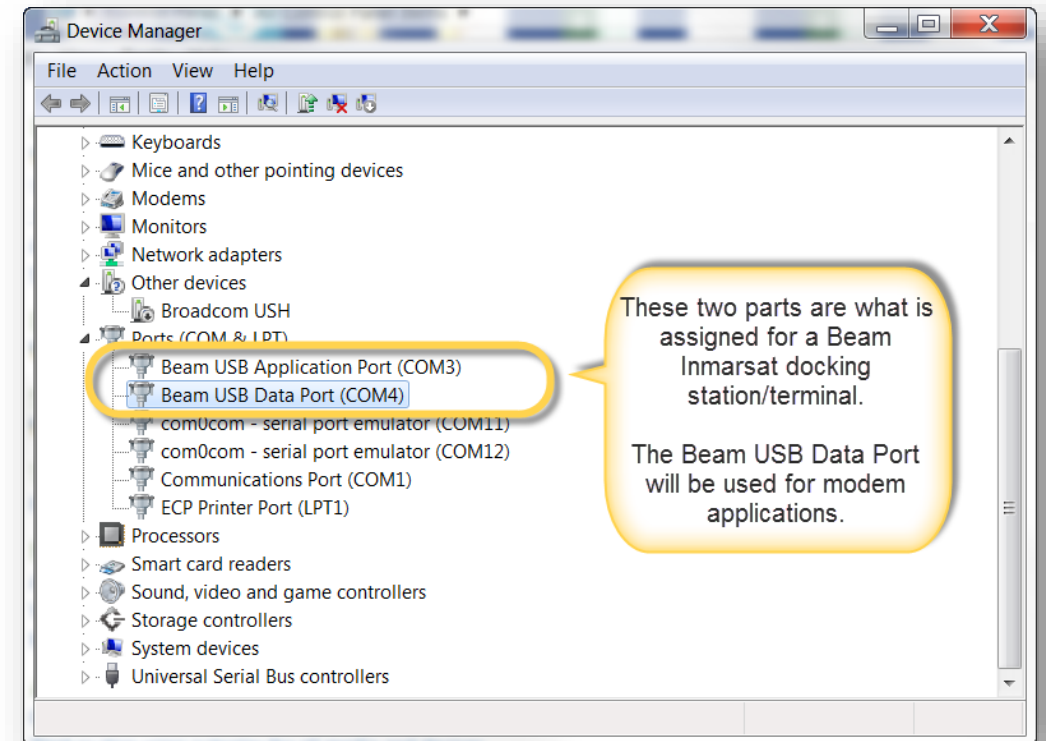 Device Manager
File Action View Help
Keyboards
Mice and other pointing devices
Modems
Monitors
Network adapters
Other devices
Broadcom USH
Ports (COM & LPT)
Beam USB Application Port (COM3)
Beam USB Data Port (COM4)
com0com - serial port emulator (COM11)
com0com - serial port emulator (COM12)
Communications Port (COM1)
ECP Printer Port (LPT1)
Processors
Smart card readers
Sound, video and game controllers
Storage controllers
System devices
Universal Serial Bus controllers
These two parts are what is
assigned for a Beam
Inmarsat docking
station/terminal.
The Beam USB Data Port
will be used for modem
applications.